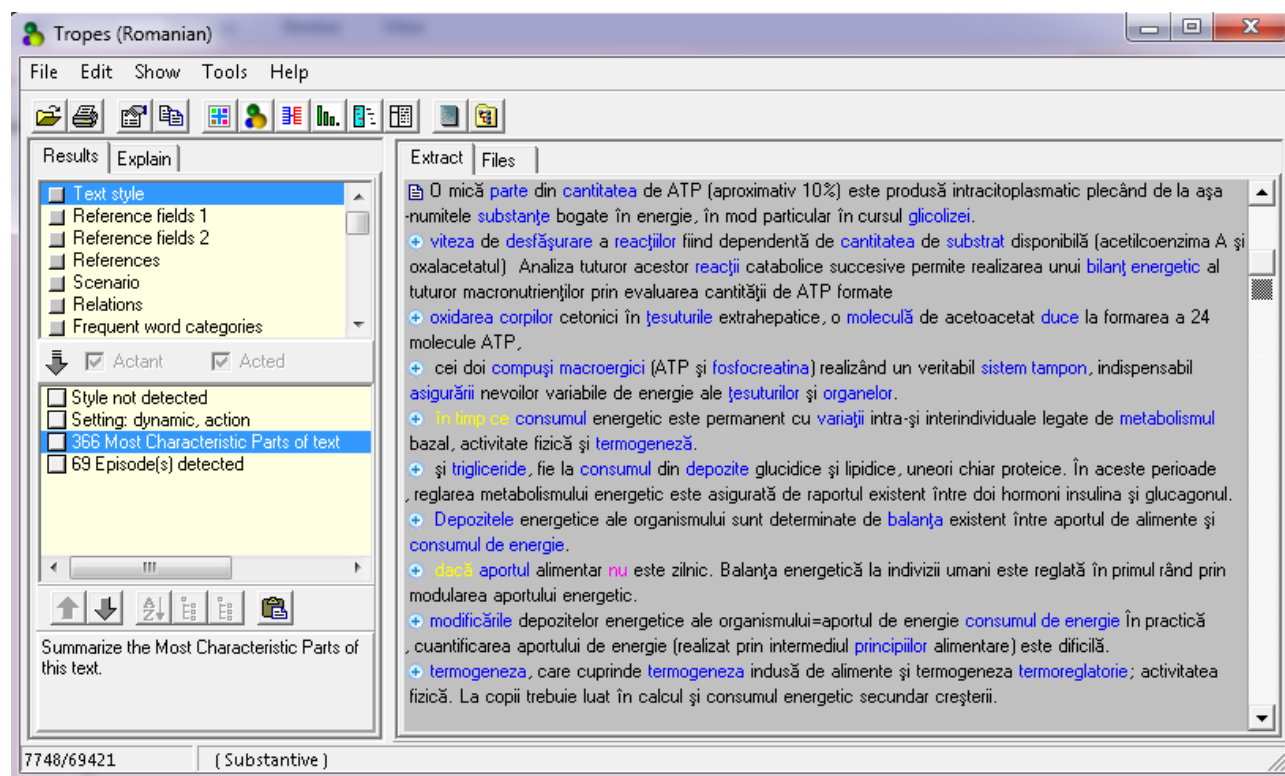 Tropes (Romanian)
File Edit Show Tools Help
Results Explain
Text style
Reference fields 1
Reference fields 2
References
Scenario
Relations
Frequent word categories
Actant Acted
Style not detected
Setting: dynamic, action
366 Most Characteristic Parts of text
69 Episode(s) detected
Summarize the Most Characteristic Parts of
this text.
Extract Files
O mică parte din cantitatea de ATP (aproximativ 10%) este produsă intracitoplasmatic plecând de la aşa
-numitele substanţe bogate în energie, în mod particular în cursul glicolizei.
viteza de desfăşurare a reacţiilor fiind dependentă de cantitatea de substrat disponibilă (acetilcoenzima A şi
oxalacetatul) Analiza tuturor acestor reacţii catabolice succesive permite realizarea unui bilanţ energetic al
tuturor macronutrienţilor prin evaluarea cantităţii de ATP formate
oxidarea corpilor cetonici în ţesuturile extrahepatice, o moleculă de acetoacetat duce la formarea a 24
molecule ATP,
cei doi compuşi macroergici (ATP şi fosfocreatina) realizând un veritabil sistem tampon, indispensabil
asigurării nevoilor variabile de energie ale ţesuturilor şi organelor.
în timp ce consumul energetic este permanent cu variaţii intra-şi interindividuale legate de metabolismul
bazal, activitate fizică şi termogeneză.
şi trigliceride, fie la consumul din depozite glucidice şi lipidice, uneori chiar proteice. În aceste perioade
, reglarea metabolismului energetic este asigurată de raportul existent între doi hormoni insulina şi glucagonul.
Depozitele energetice ale organismului sunt determinate de balanţa existent între aportul de alimente şi
consumul de energie.
dacă aportul alimentar nu este zilnic. Balanţa energetică la indivizii umani este reglată în primul rând prin
modularea aportului energetic.
modificările depozitelor energetice ale organismului=aportul de energie consumul de energie În practică
, cuantificarea aportului de energie (realizat prin intermediul principiilor alimentare) este dificilă.
termogeneza, care cuprinde termogeneza indusă de alimente şi termogeneza termoreglatorie; activitatea
fizică. La copii trebuie luat în calcul şi consumul energetic secundar creşterii.
7748/69421 ( Substantive )